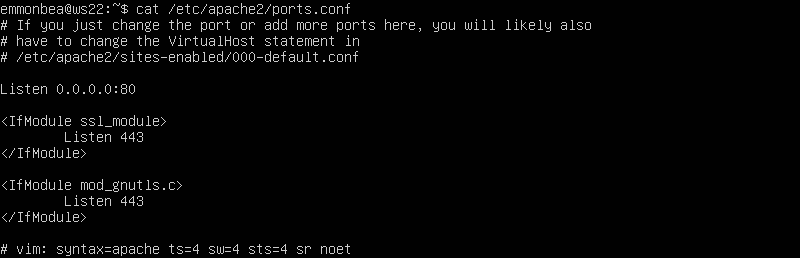 emmonbea@ws22:~$ cat /etc/apache2/ports.conf
# If you just change the port or add more ports here, you will likely also
# have to change the VirtualHost statement in
# /etc/apache2/sites-enabled/000-default.conf

Listen 0.0.0.0:80

<IfModule ssl_module>
        Listen 443
</IfModule>

<IfModule mod_gnutls.c>
        Listen 443
</IfModule>

# vim: syntax=apache ts=4 sw=4 sts=4 sr noet